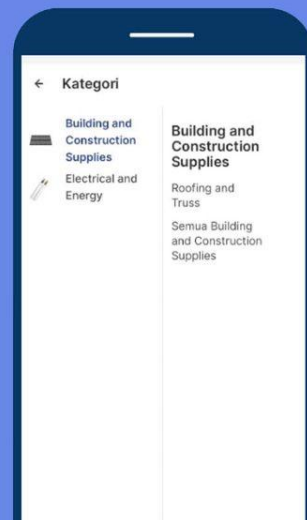 Kategori
Building and
Construction
Supplies
Electrical and
Energy
Building and
Construction
Supplies
Roofing and
Truss
Semua Building
and Construction
Supplies